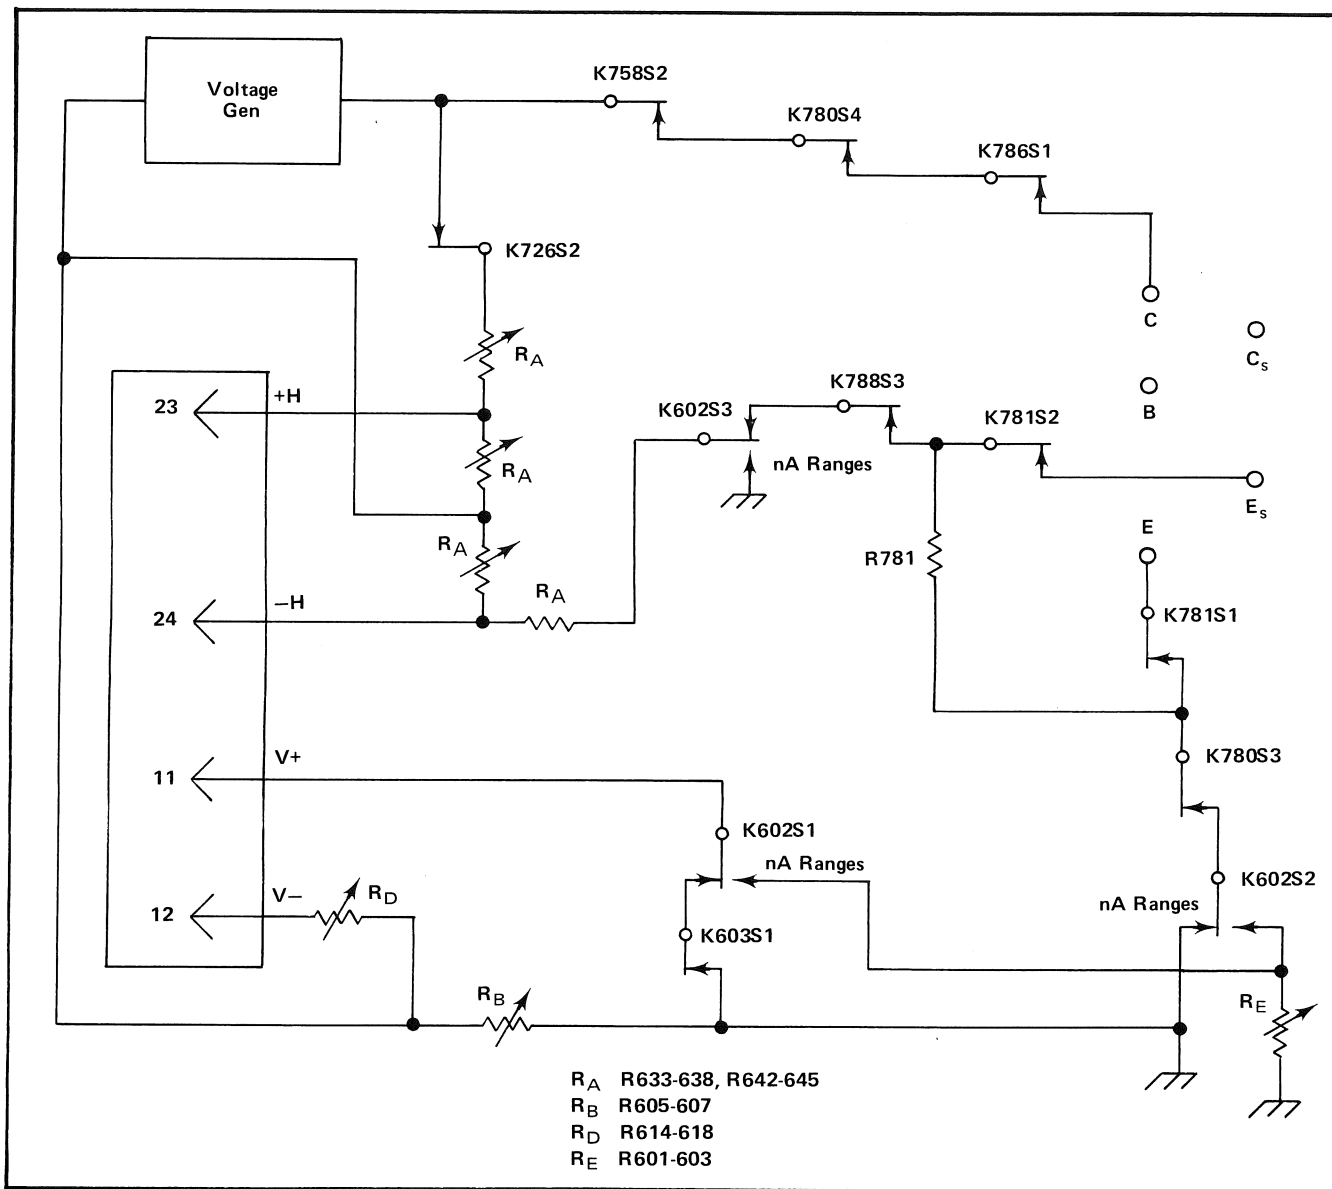 Voltage
Gen
K758S2
K780S4
K786S1
K726S2
C
Cs
B
RA
23
+H
K602S3
K788S3
K781S2
nA Ranges
RA
Es
E
RA
R781
RA
24
−H
K781S1
11
V+
K780S3
K602S1
nA Ranges
K602S2
nA Ranges
12
V−
RD
K603S1
RB
RE
RA R633-638, R642-645
RB R605-607
RD R614-618
RE R601-603